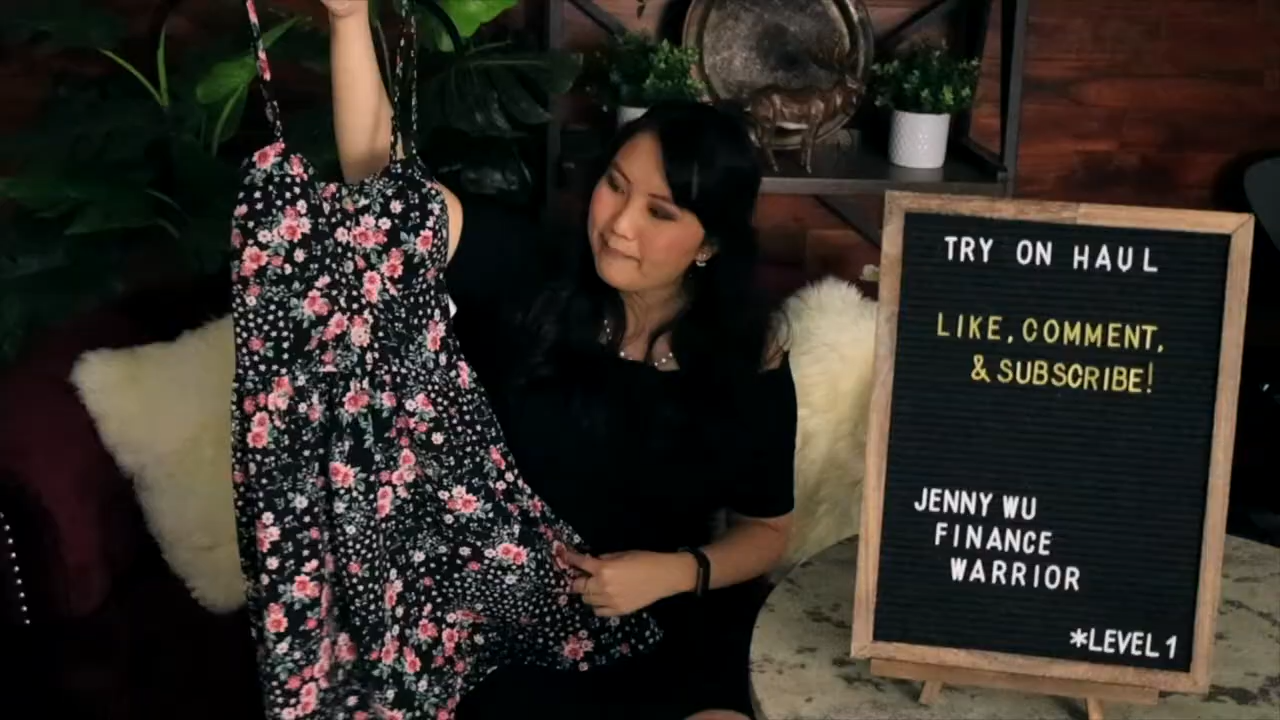 TRY ON HAUL
LIKE, COMMENT,
& SUBSCRIBE!
JENNY WU
FINANCE
WARRIOR
*LEVEL 1